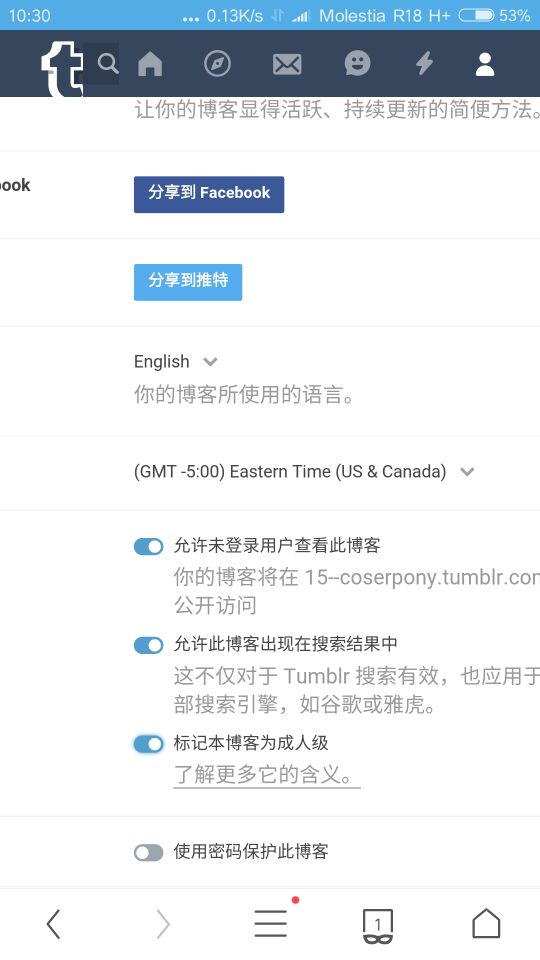 10:30
0.13K/s
Molestia R18 H+
53%
t
让你的博客显得活跃、持续更新的简便方法。
ook
分享到 Facebook
分享到推特
English
你的博客所使用的语言。
(GMT -5:00) Eastern Time (US & Canada)
允许未登录用户查看此博客
你的博客将在 15--coserpony.tumblr.com
公开访问
允许此博客出现在搜索结果中
这不仅对于 Tumblr 搜索有效，也应用于
部搜索引擎，如谷歌或雅虎。
标记本博客为成人级
了解更多它的含义。
使用密码保护此博客
1